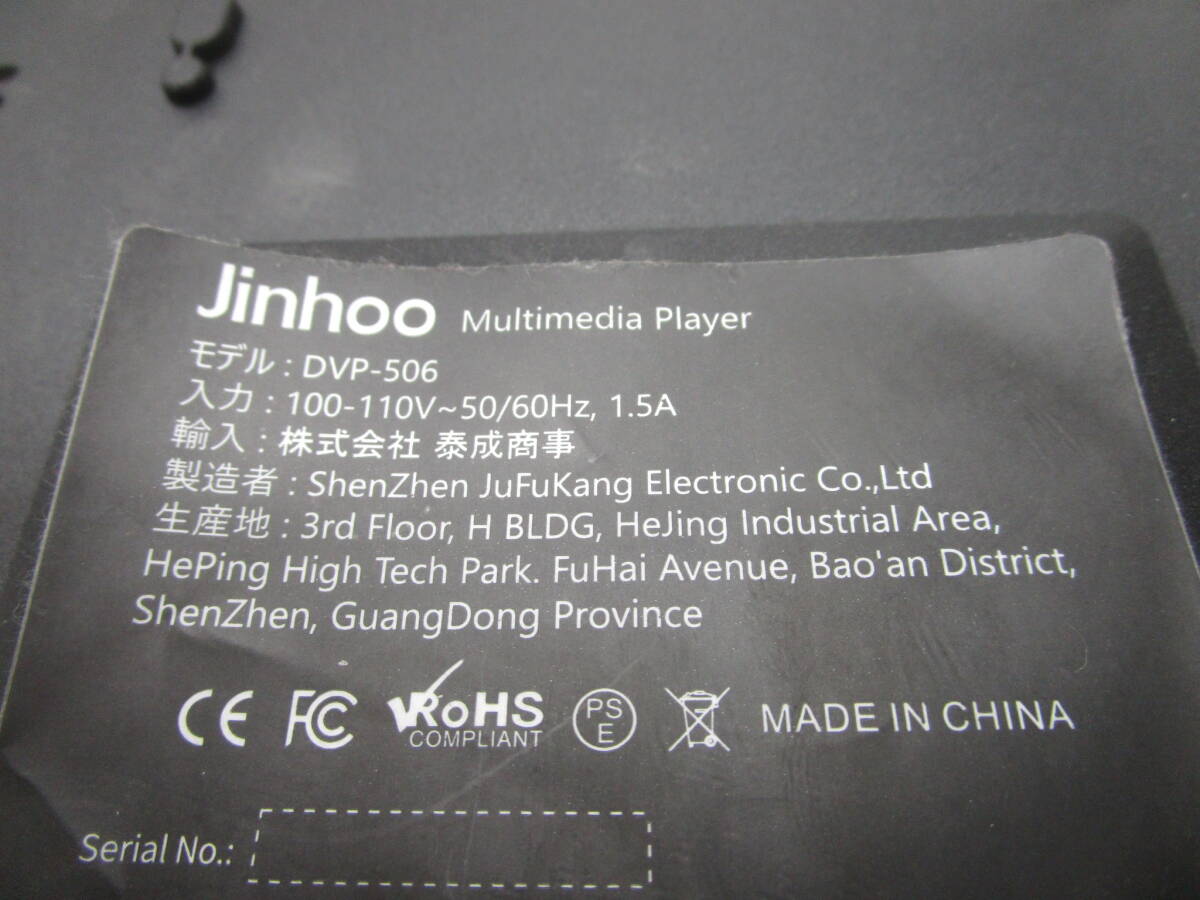 Jinhoo Multimedia Player
モデル : DVP-506
入力 : 100-110V~50/60Hz, 1.5A
輸入 : 株式会社 泰成商事
製造者 : ShenZhen JuFuKang Electronic Co.,Ltd
生産地 : 3rd Floor, H BLDG, HeJing Industrial Area,
HePing High Tech Park. FuHai Avenue, Bao'an District,
ShenZhen, GuangDong Province
CE FC RoHS COMPLIANT PSE MADE IN CHINA
Serial No.: